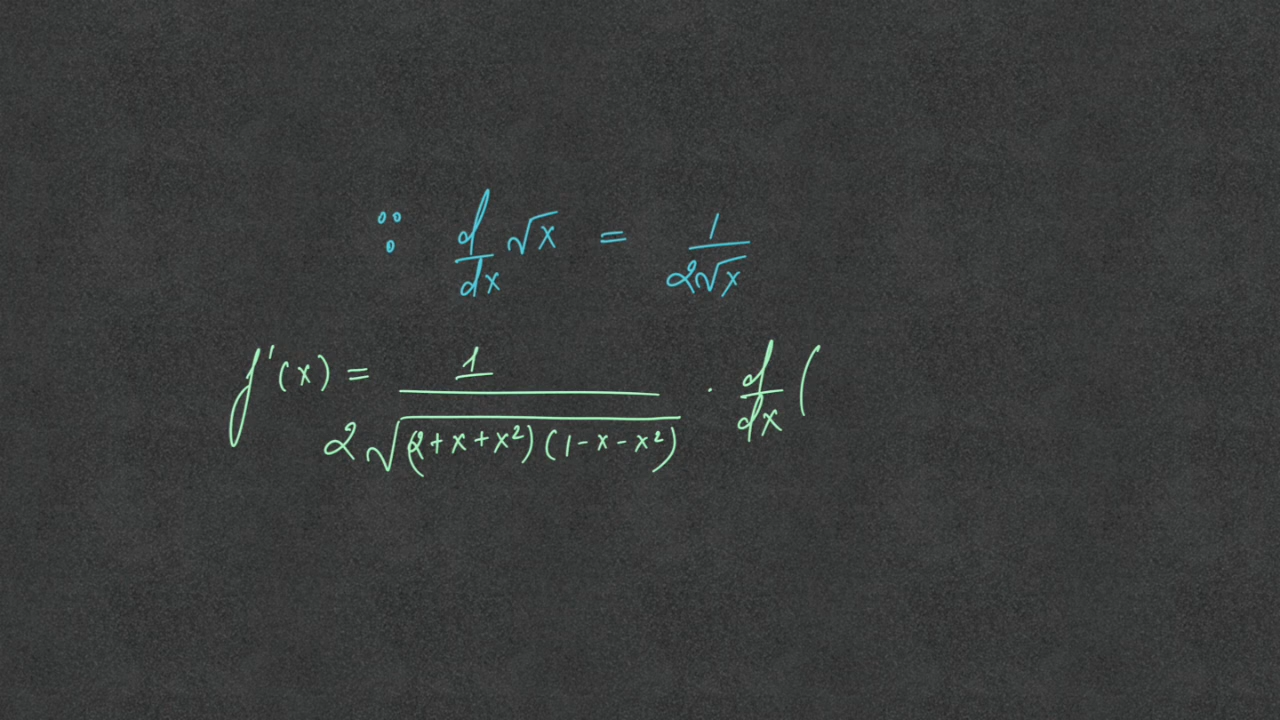 ∵ d/dx √x = 1/(2√x)
f'(x) = 1/(2√((2+x+x²)(1-x-x²))) · d/dx (